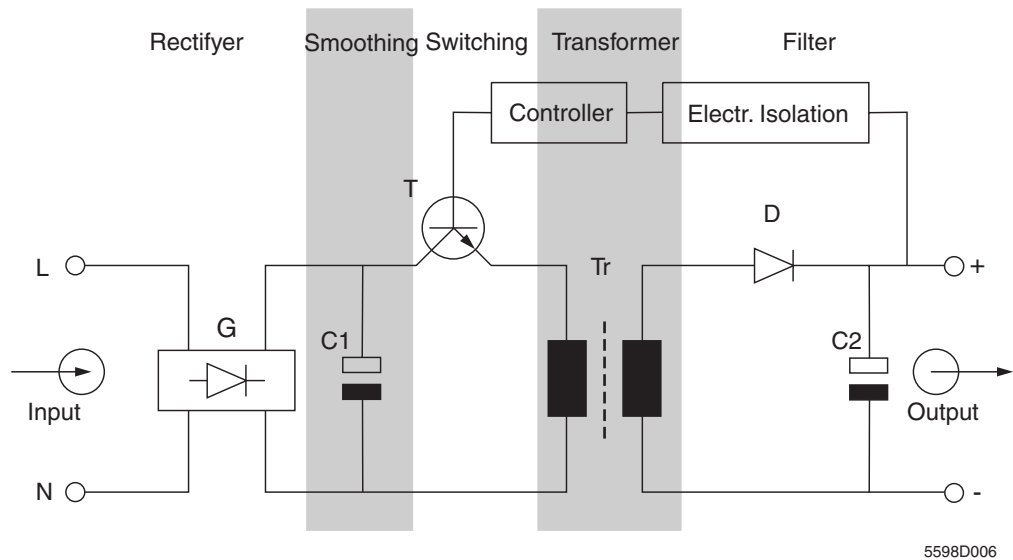 Rectifyer
Smoothing
Switching
Transformer
Filter
Controller
Electr. Isolation
T
D
L
Tr
+
G
C1
C2
Input
Output
N
-
5598D006